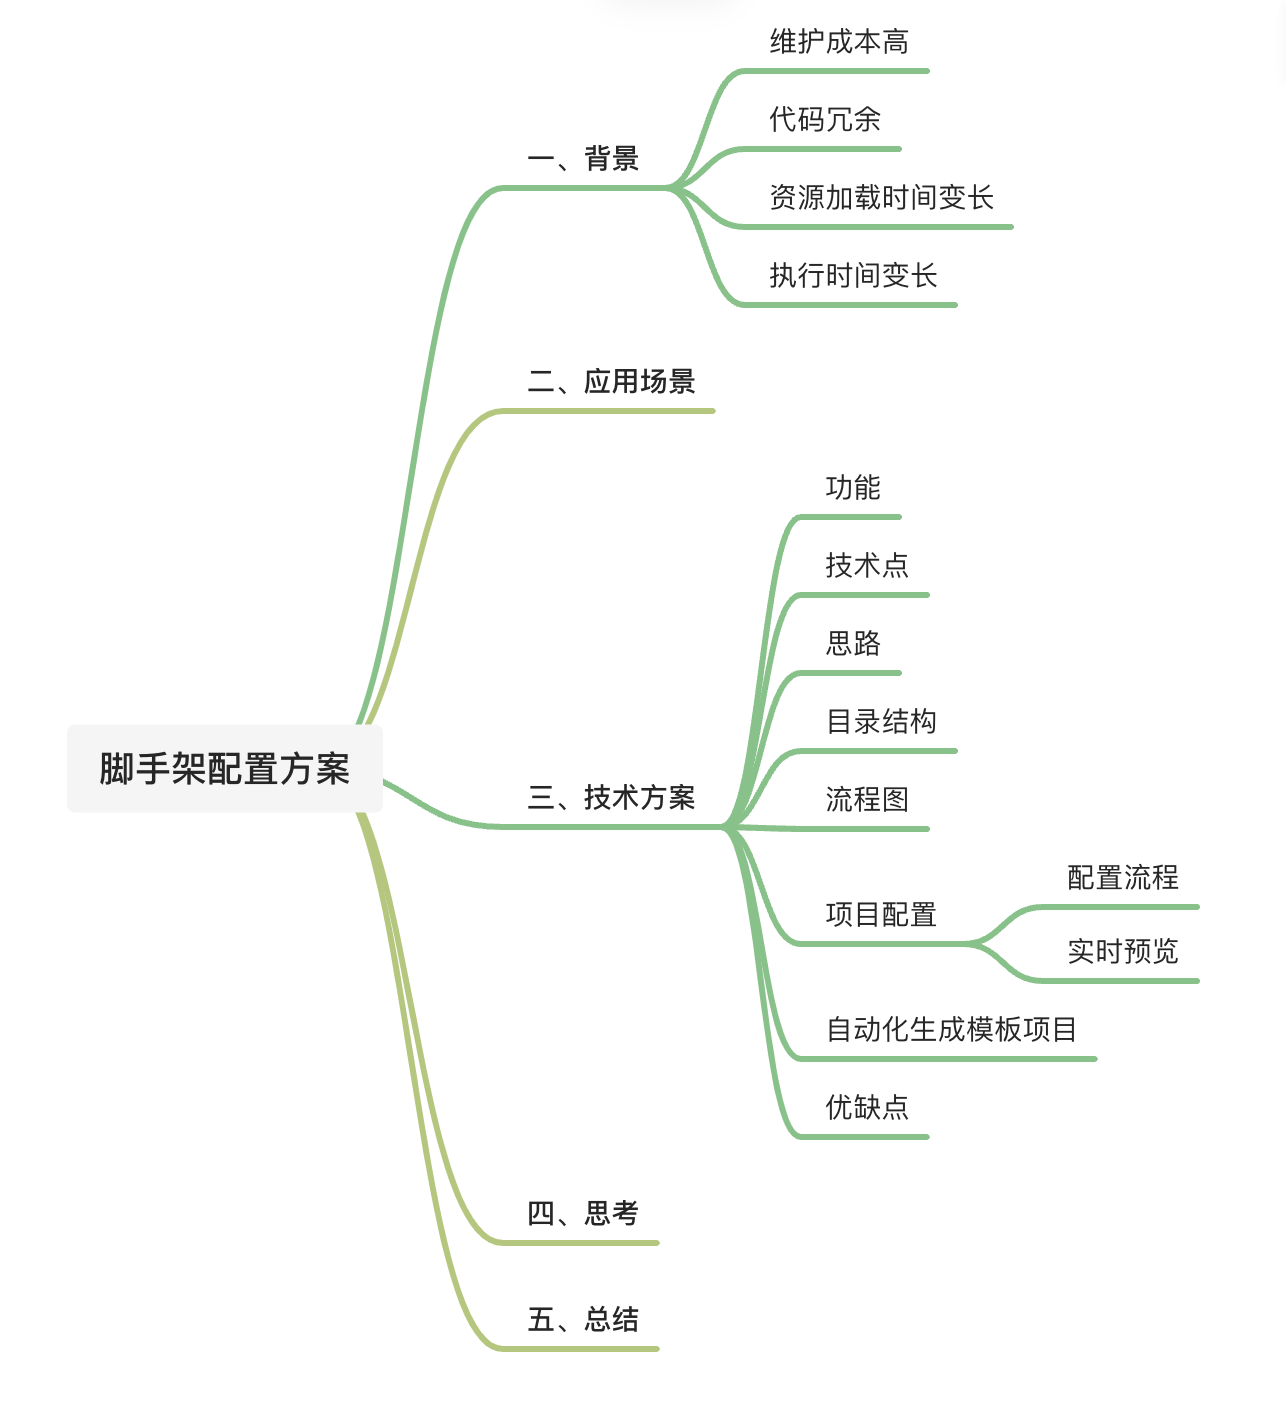 脚手架配置方案
一、背景
维护成本高
代码冗余
资源加载时间变长
执行时间变长
二、应用场景
三、技术方案
功能
技术点
思路
目录结构
流程图
项目配置
配置流程
实时预览
自动化生成模板项目
优缺点
四、思考
五、总结